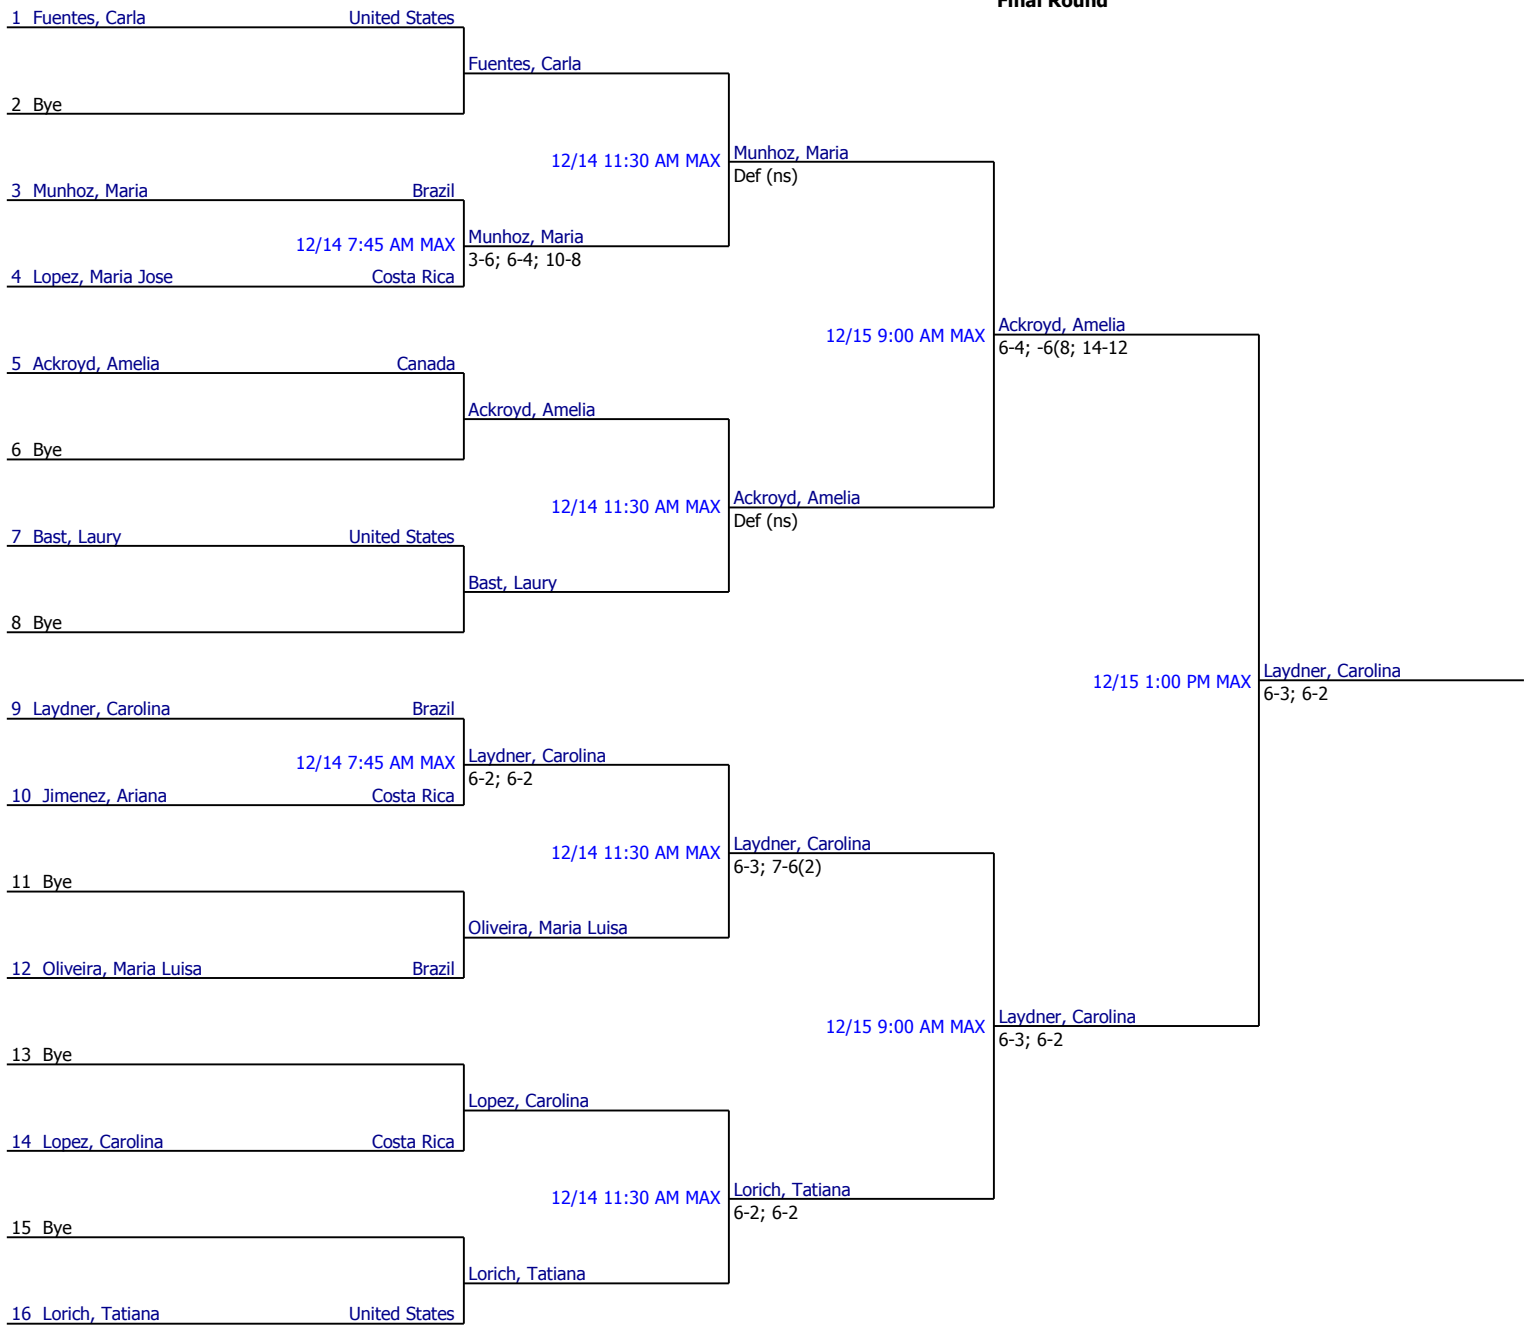 Final Round
1 Fuentes, Carla United States
Fuentes, Carla
2 Bye
12/14 11:30 AM MAX Munhoz, Maria
Def (ns)
3 Munhoz, Maria Brazil
12/14 7:45 AM MAX Munhoz, Maria
3-6; 6-4; 10-8
4 Lopez, Maria Jose Costa Rica
12/15 9:00 AM MAX Ackroyd, Amelia
6-4; -6(8; 14-12
5 Ackroyd, Amelia Canada
Ackroyd, Amelia
6 Bye
12/14 11:30 AM MAX Ackroyd, Amelia
Def (ns)
7 Bast, Laury United States
Bast, Laury
8 Bye
12/15 1:00 PM MAX Laydner, Carolina
6-3; 6-2
9 Laydner, Carolina Brazil
12/14 7:45 AM MAX Laydner, Carolina
6-2; 6-2
10 Jimenez, Ariana Costa Rica
12/14 11:30 AM MAX Laydner, Carolina
6-3; 7-6(2)
11 Bye
Oliveira, Maria Luisa
12 Oliveira, Maria Luisa Brazil
12/15 9:00 AM MAX Laydner, Carolina
6-3; 6-2
13 Bye
Lopez, Carolina
14 Lopez, Carolina Costa Rica
12/14 11:30 AM MAX Lorich, Tatiana
6-2; 6-2
15 Bye
Lorich, Tatiana
16 Lorich, Tatiana United States